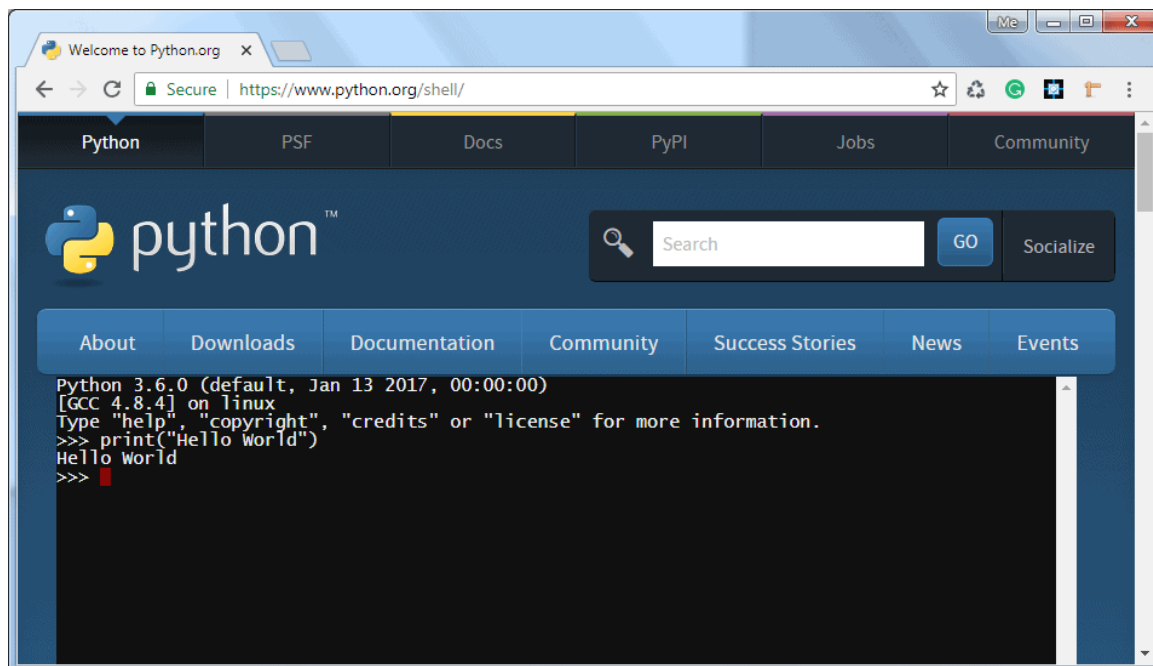 Me
Welcome to Python.org
Secure https://www.python.org/shell/
Python PSF Docs PyPI Jobs Community
python™
Search GO Socialize
About Downloads Documentation Community Success Stories News Events
Python 3.6.0 (default, Jan 13 2017, 00:00:00)
[GCC 4.8.4] on linux
Type "help", "copyright", "credits" or "license" for more information.
>>> print("Hello World")
Hello World
>>>